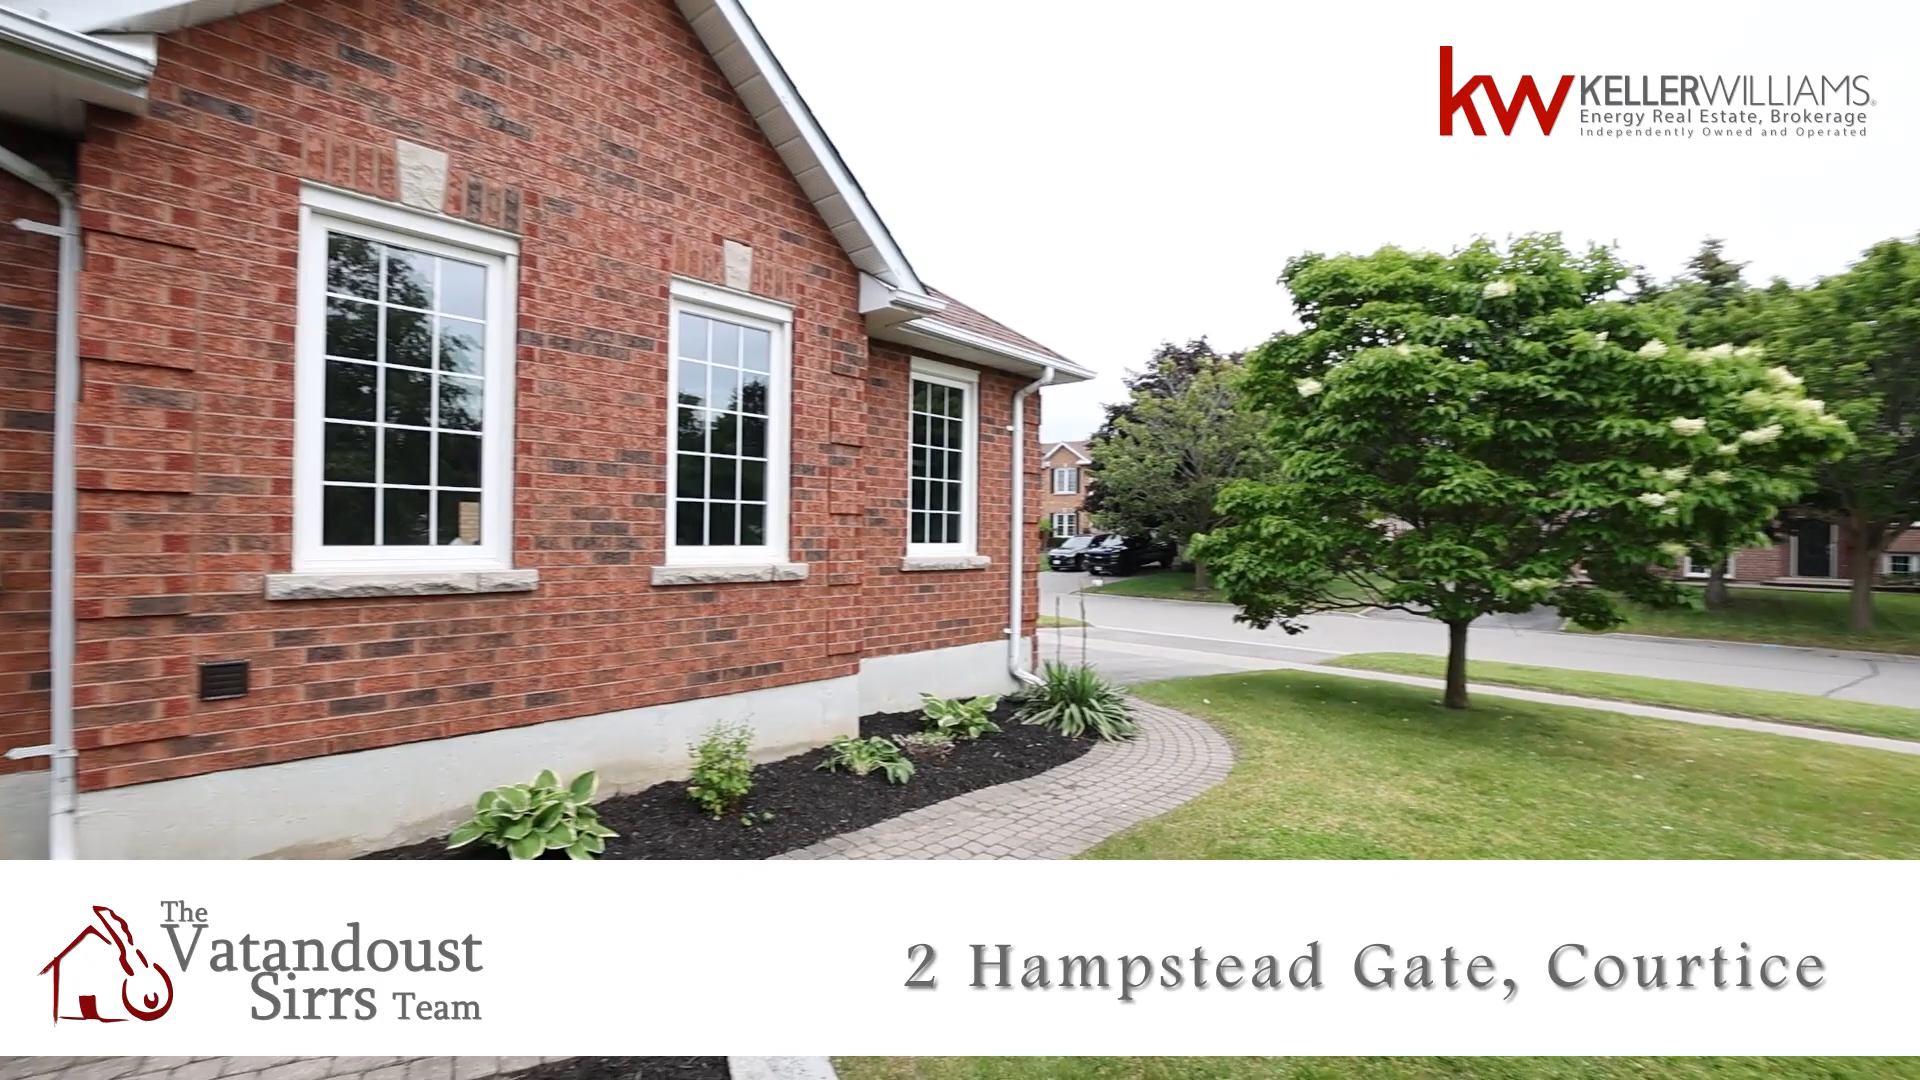 kw KELLERWILLIAMS®
Energy Real Estate, Brokerage
Independently Owned and Operated
The
Vatandoust
Sirrs Team
2 Hampstead Gate, Courtice